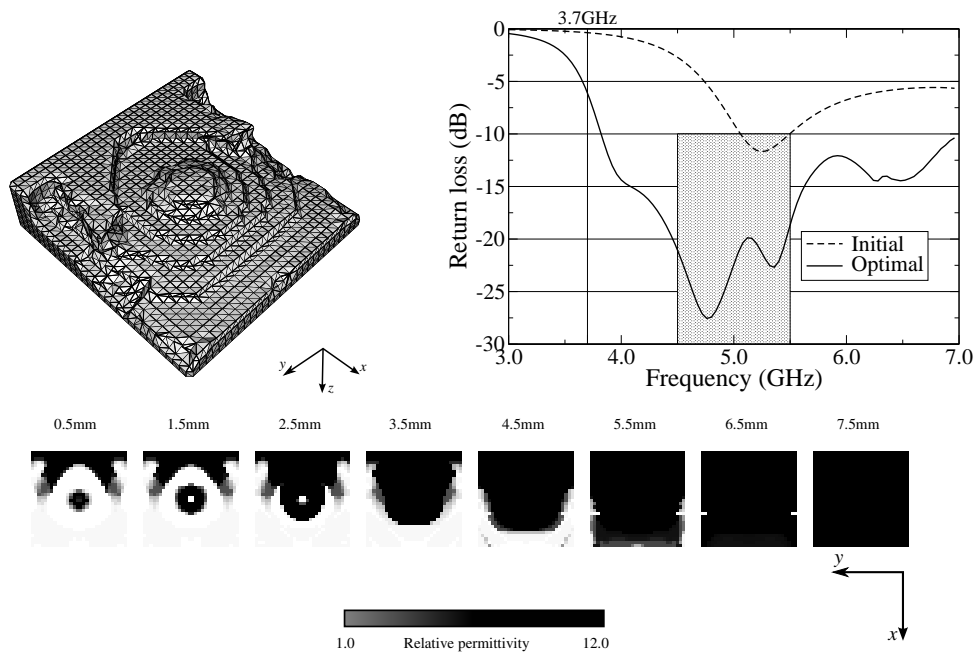 3.7GHz
0
-5
-10
-15
-20
-25
-30
Return loss (dB)
Initial
Optimal
3.0 4.0 5.0 6.0 7.0
Frequency (GHz)
y x
z
0.5mm 1.5mm 2.5mm 3.5mm 4.5mm 5.5mm 6.5mm 7.5mm
y
x
1.0 Relative permittivity 12.0